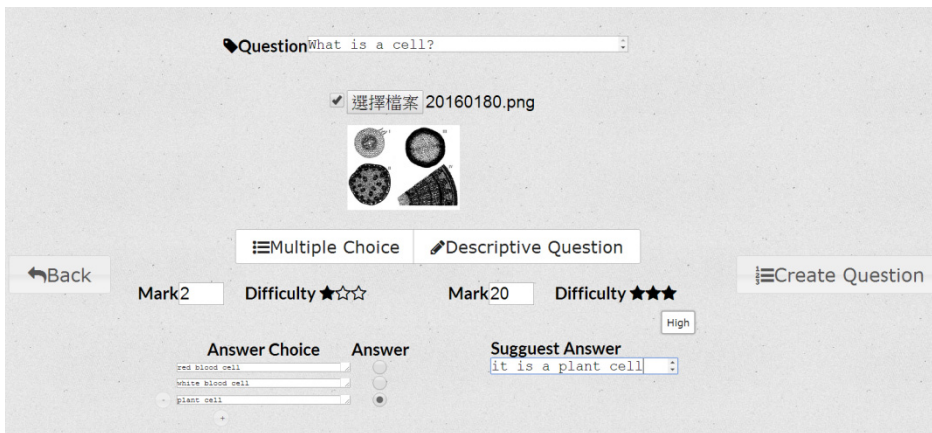 Question What is a cell?
選擇檔案 20160180.png
Multiple Choice Descriptive Question
Back
Create Question
Mark 2 Difficulty Mark 20 Difficulty
High
Answer Choice Answer Sugguest Answer
red blood cell it is a plant cell
white blood cell
plant cell